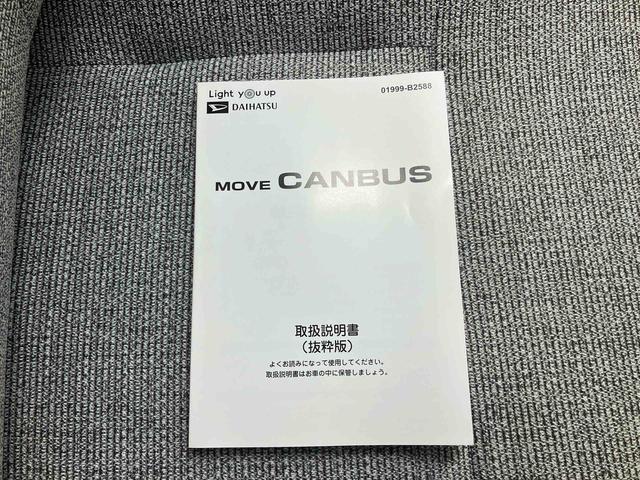 Light you up
DAIHATSU
01999-B2588
MOVE CANBUS
取扱説明書
（抜粋版）
よくお読みになって使用してください。
取扱説明書はお車の中に保管しましょう。